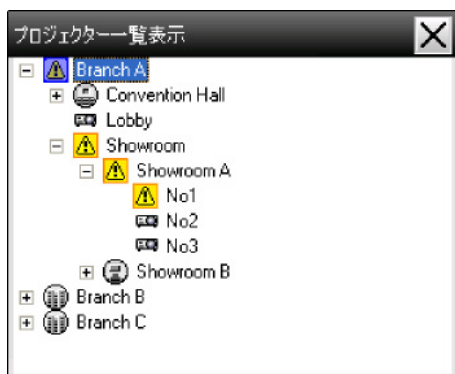 プロジェクター一覧表示
Branch A
Convention Hall
Lobby
Showroom
Showroom A
No1
No2
No3
Showroom B
Branch B
Branch C